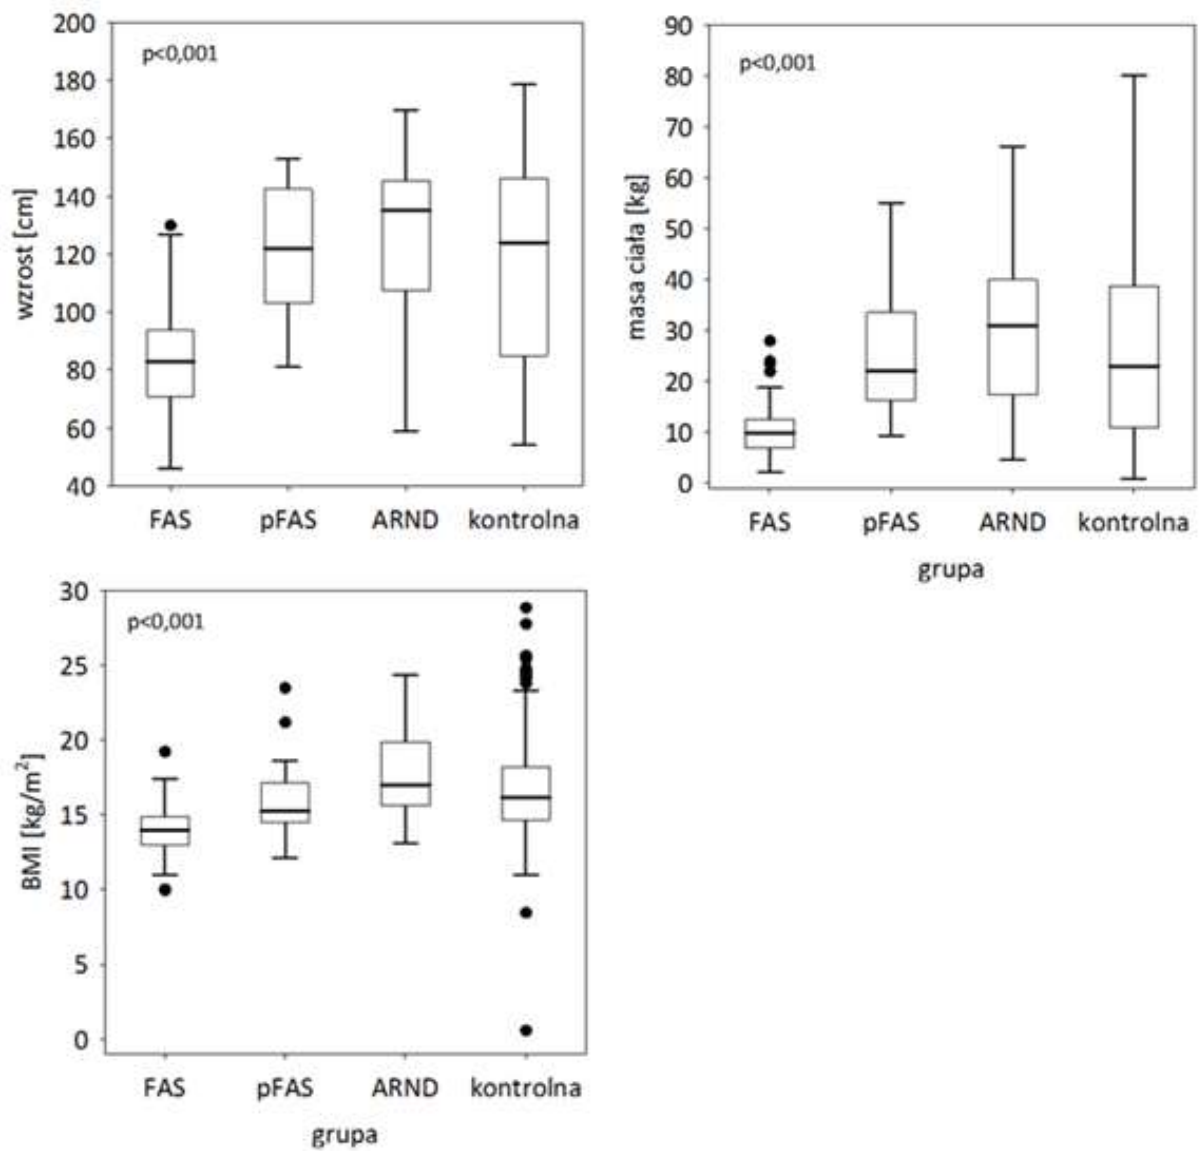 wzrost [cm]
200
180
160
140
120
100
80
60
40
p<0,001
FAS pFAS ARND kontrolna
masa ciała [kg]
90
80
70
60
50
40
30
20
10
0
p<0,001
FAS pFAS ARND kontrolna
grupa
BMI [kg/m²]
30
25
20
15
10
5
0
p<0,001
FAS pFAS ARND kontrolna
grupa